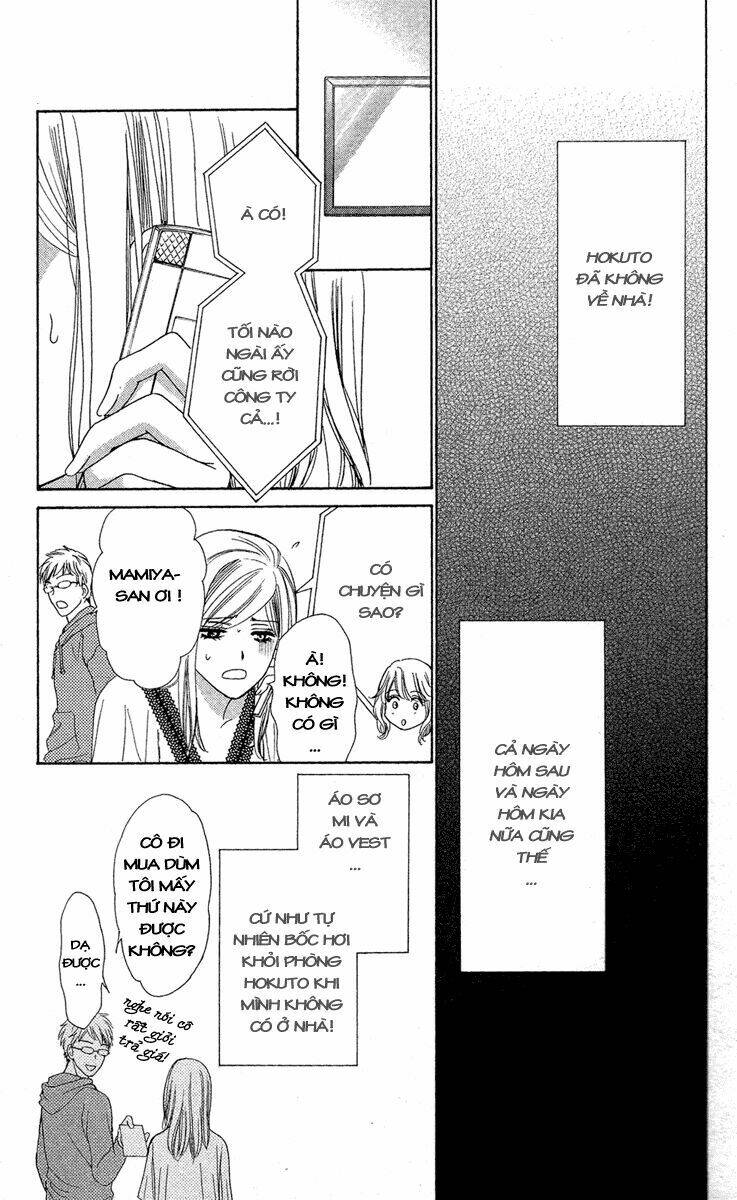 HOKUTO
ĐÃ KHÔNG
VỀ NHÀ!
CẢ NGÀY
HÔM SAU
VÀ NGÀY
HÔM KIA
NỮA CŨNG
THẾ
...
À CÓ!
TỐI NÀO
NGÀI ẤY
CŨNG RỜI
CÔNG TY
CẢ...!
CÓ
CHUYỆN GÌ
SAO?
À!
KHÔNG!
KHÔNG
CÓ GÌ
...
MAMIYA-
SAN ƠI !
ÁO SƠ
MI VÀ
ÁO VEST
...
CỨ NHƯ TỰ
NHIÊN BỐC HƠI
KHỎI PHÒNG
HOKUTO KHI
MÌNH KHÔNG
CÓ Ở NHÀ!
CÔ ĐI
MUA DÙM
TÔI MẤY
THỨ NÀY
ĐƯỢC
KHÔNG?
DẠ
ĐƯỢC
...
nghe nói cô
rất giỏi
trả giá!